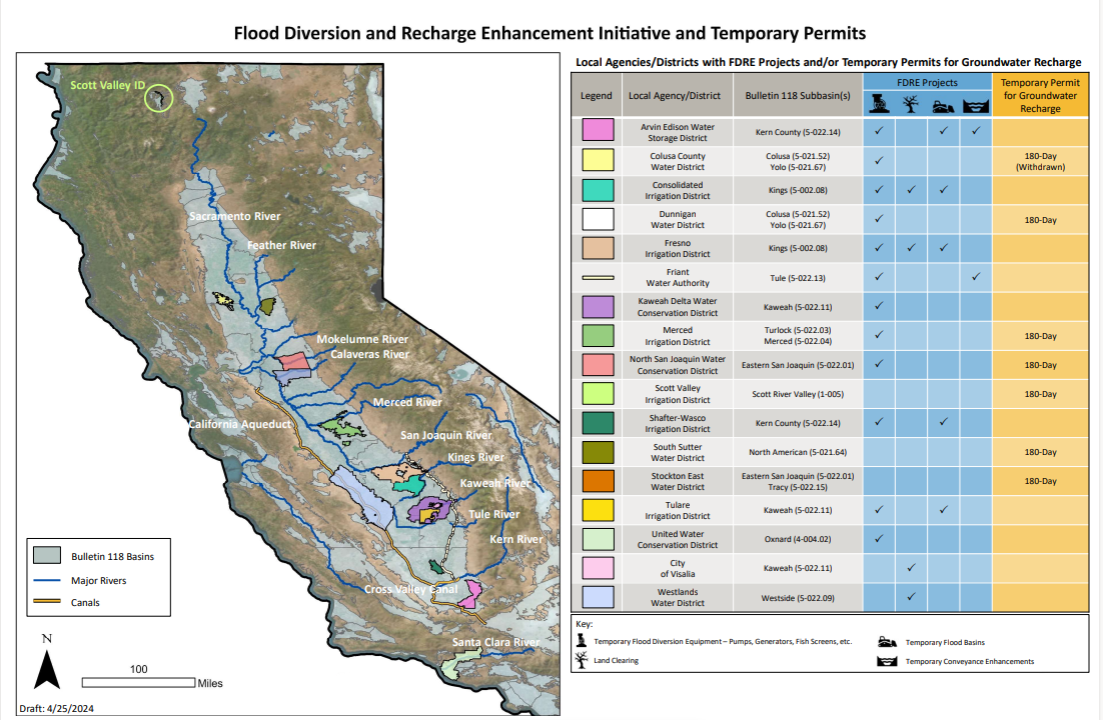 Flood Diversion and Recharge Enhancement Initiative and Temporary Permits
Scott Valley ID
Sacramento River
Feather River
Mokelumne River
Calaveras River
Merced River
California Aqueduct
San Joaquin River
Kings River
Kaweah River
Tule River
Kern River
Cross Valley Canal
Santa Clara River
Bulletin 118 Basins
Major Rivers
Canals
N
100
Miles
Draft: 4/25/2024
Local Agencies/Districts with FDRE Projects and/or Temporary Permits for Groundwater Recharge
Legend Local Agency/District Bulletin 118 Subbasin(s) FDRE Projects Temporary Permit
for Groundwater
Recharge
Arvin Edison Water
Storage District
Kern County (5-022.14) ✓ ✓ ✓
Colusa County
Water District
Colusa (5-021.52)
Yolo (5-021.67)
✓
180-Day
(Withdrawn)
Consolidated
Irrigation District
Kings (5-002.08) ✓ ✓ ✓
Dunnigan
Water District
Colusa (5-021.52)
Yolo (5-021.67)
✓ 180-Day
Fresno
Irrigation District
Kings (5-002.08) ✓ ✓ ✓
Friant
Water Authority
Tule (5-022.13) ✓ ✓
Kaweah Delta Water
Conservation District
Kaweah (5-022.11) ✓
Merced
Irrigation District
Turlock (5-022.03)
Merced (5-022.04)
✓ 180-Day
North San Joaquin Water
Conservation District
Eastern San Joaquin (5-022.01) ✓ 180-Day
Scott Valley
Irrigation District
Scott River Valley (1-005) 180-Day
Shafter-Wasco
Irrigation District
Kern County (5-022.14) ✓ ✓
South Sutter
Water District
North American (5-021.64) 180-Day
Stockton East
Water District
Eastern San Joaquin (5-022.01)
Tracy (5-022.15)
180-Day
Tulare
Irrigation District
Kaweah (5-022.11) ✓ ✓
United Water
Conservation District
Oxnard (4-004.02) ✓
City
of Visalia
Kaweah (5-022.11) ✓
Westlands
Water District
Westside (5-022.09) ✓
Key:
Temporary Flood Diversion Equipment – Pumps, Generators, Fish Screens, etc.
Temporary Flood Basins
Land Clearing
Temporary Conveyance Enhancements